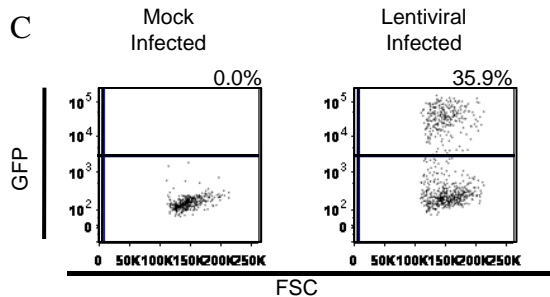 C
Mock
Infected
Lentiviral
Infected
0.0%
35.9%
GFP
10^5
10^4
10^3
10^2
0
10^5
10^4
10^3
10^2
0
0 50K100K150K200K250K
0 50K100K150K200K250K
FSC